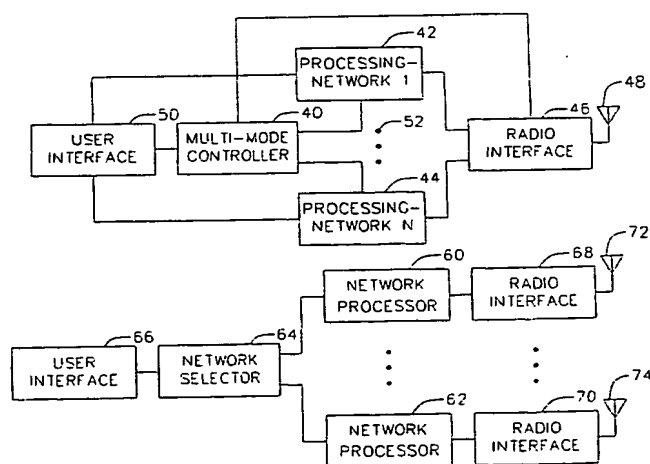 42
PROCESSING-
NETWORK 1
48
50
40
52
46
USER
INTERFACE
MULTI-MODE
CONTROLLER
RADIO
INTERFACE
44
PROCESSING-
NETWORK N
60
68
72
NETWORK
PROCESSOR
RADIO
INTERFACE
66
64
USER
INTERFACE
NETWORK
SELECTOR
62
70
74
NETWORK
PROCESSOR
RADIO
INTERFACE